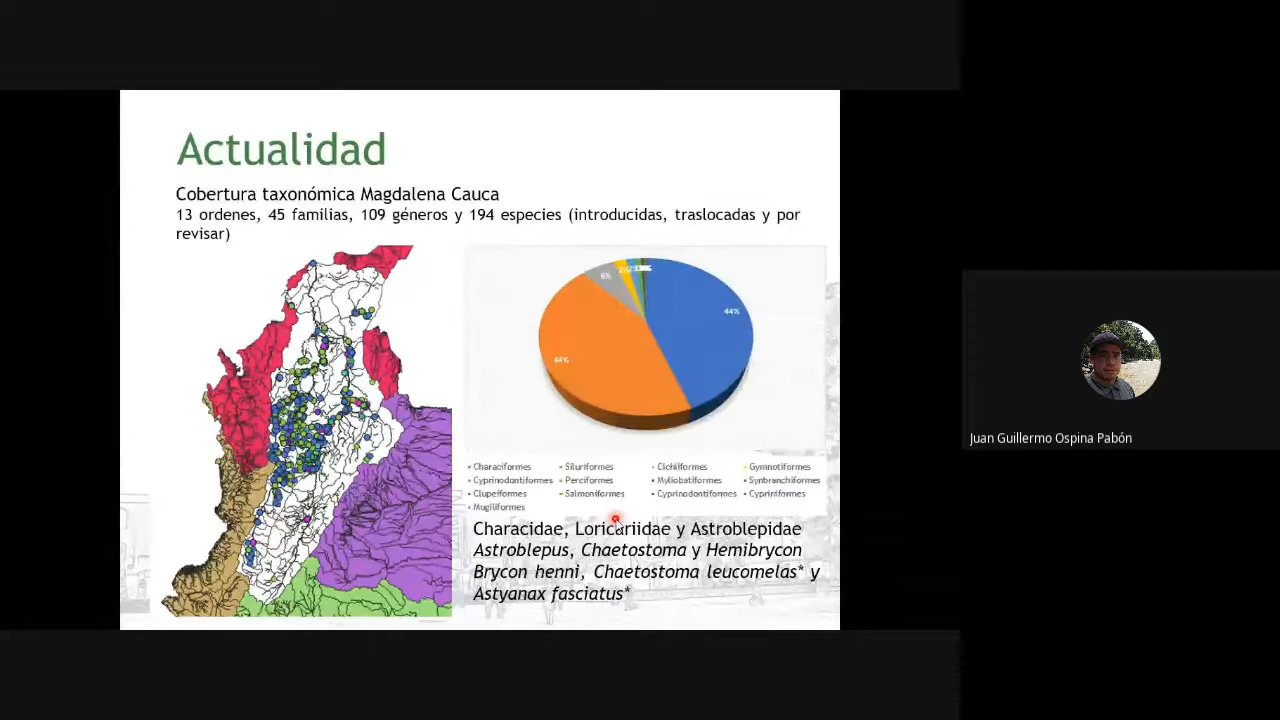 Actualidad
Cobertura taxonómica Magdalena Cauca
13 ordenes, 45 familias, 109 géneros y 194 especies (introducidas, traslocadas y por
revisar)
44%
44%
6%
• Characiformes • Siluriformes • Cichliformes • Gymnotiformes
• Cyprinodontiformes • Perciformes • Myliobatiformes • Synbranchiformes
• Clupeiformes • Salmoniformes • Cyprinodontiformes • Cypriniformes
• Mugiliformes
Characidae, Loricariidae y Astroblepidae
Astroblepus, Chaetostoma y Hemibrycon
Brycon henni, Chaetostoma leucomelas* y
Astyanax fasciatus*
Juan Guillermo Ospina Pabón